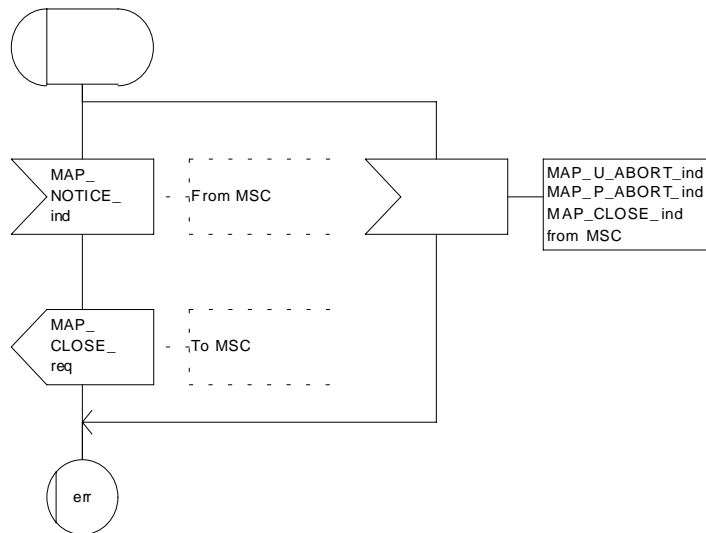 MAP_
NOTICE_
ind
From MSC
MAP_U_ABORT_ind
MAP_P_ABORT_ind
MAP_CLOSE_ind
from MSC
MAP_
CLOSE_
req
To MSC
err